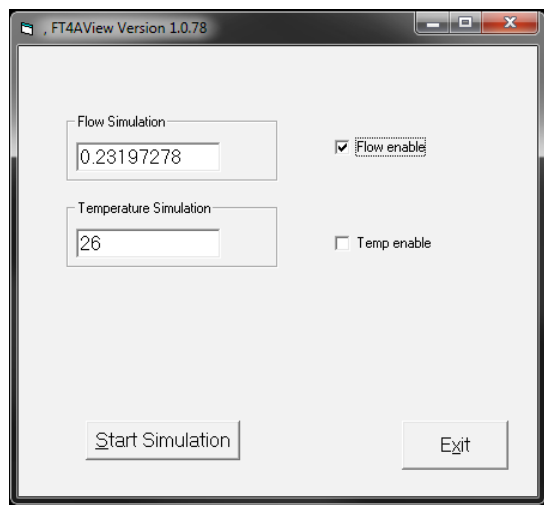 , FT4AView Version 1.0.78
Flow Simulation
0.23197278
Flow enable
Temperature Simulation
26
Temp enable
Start Simulation
Exit